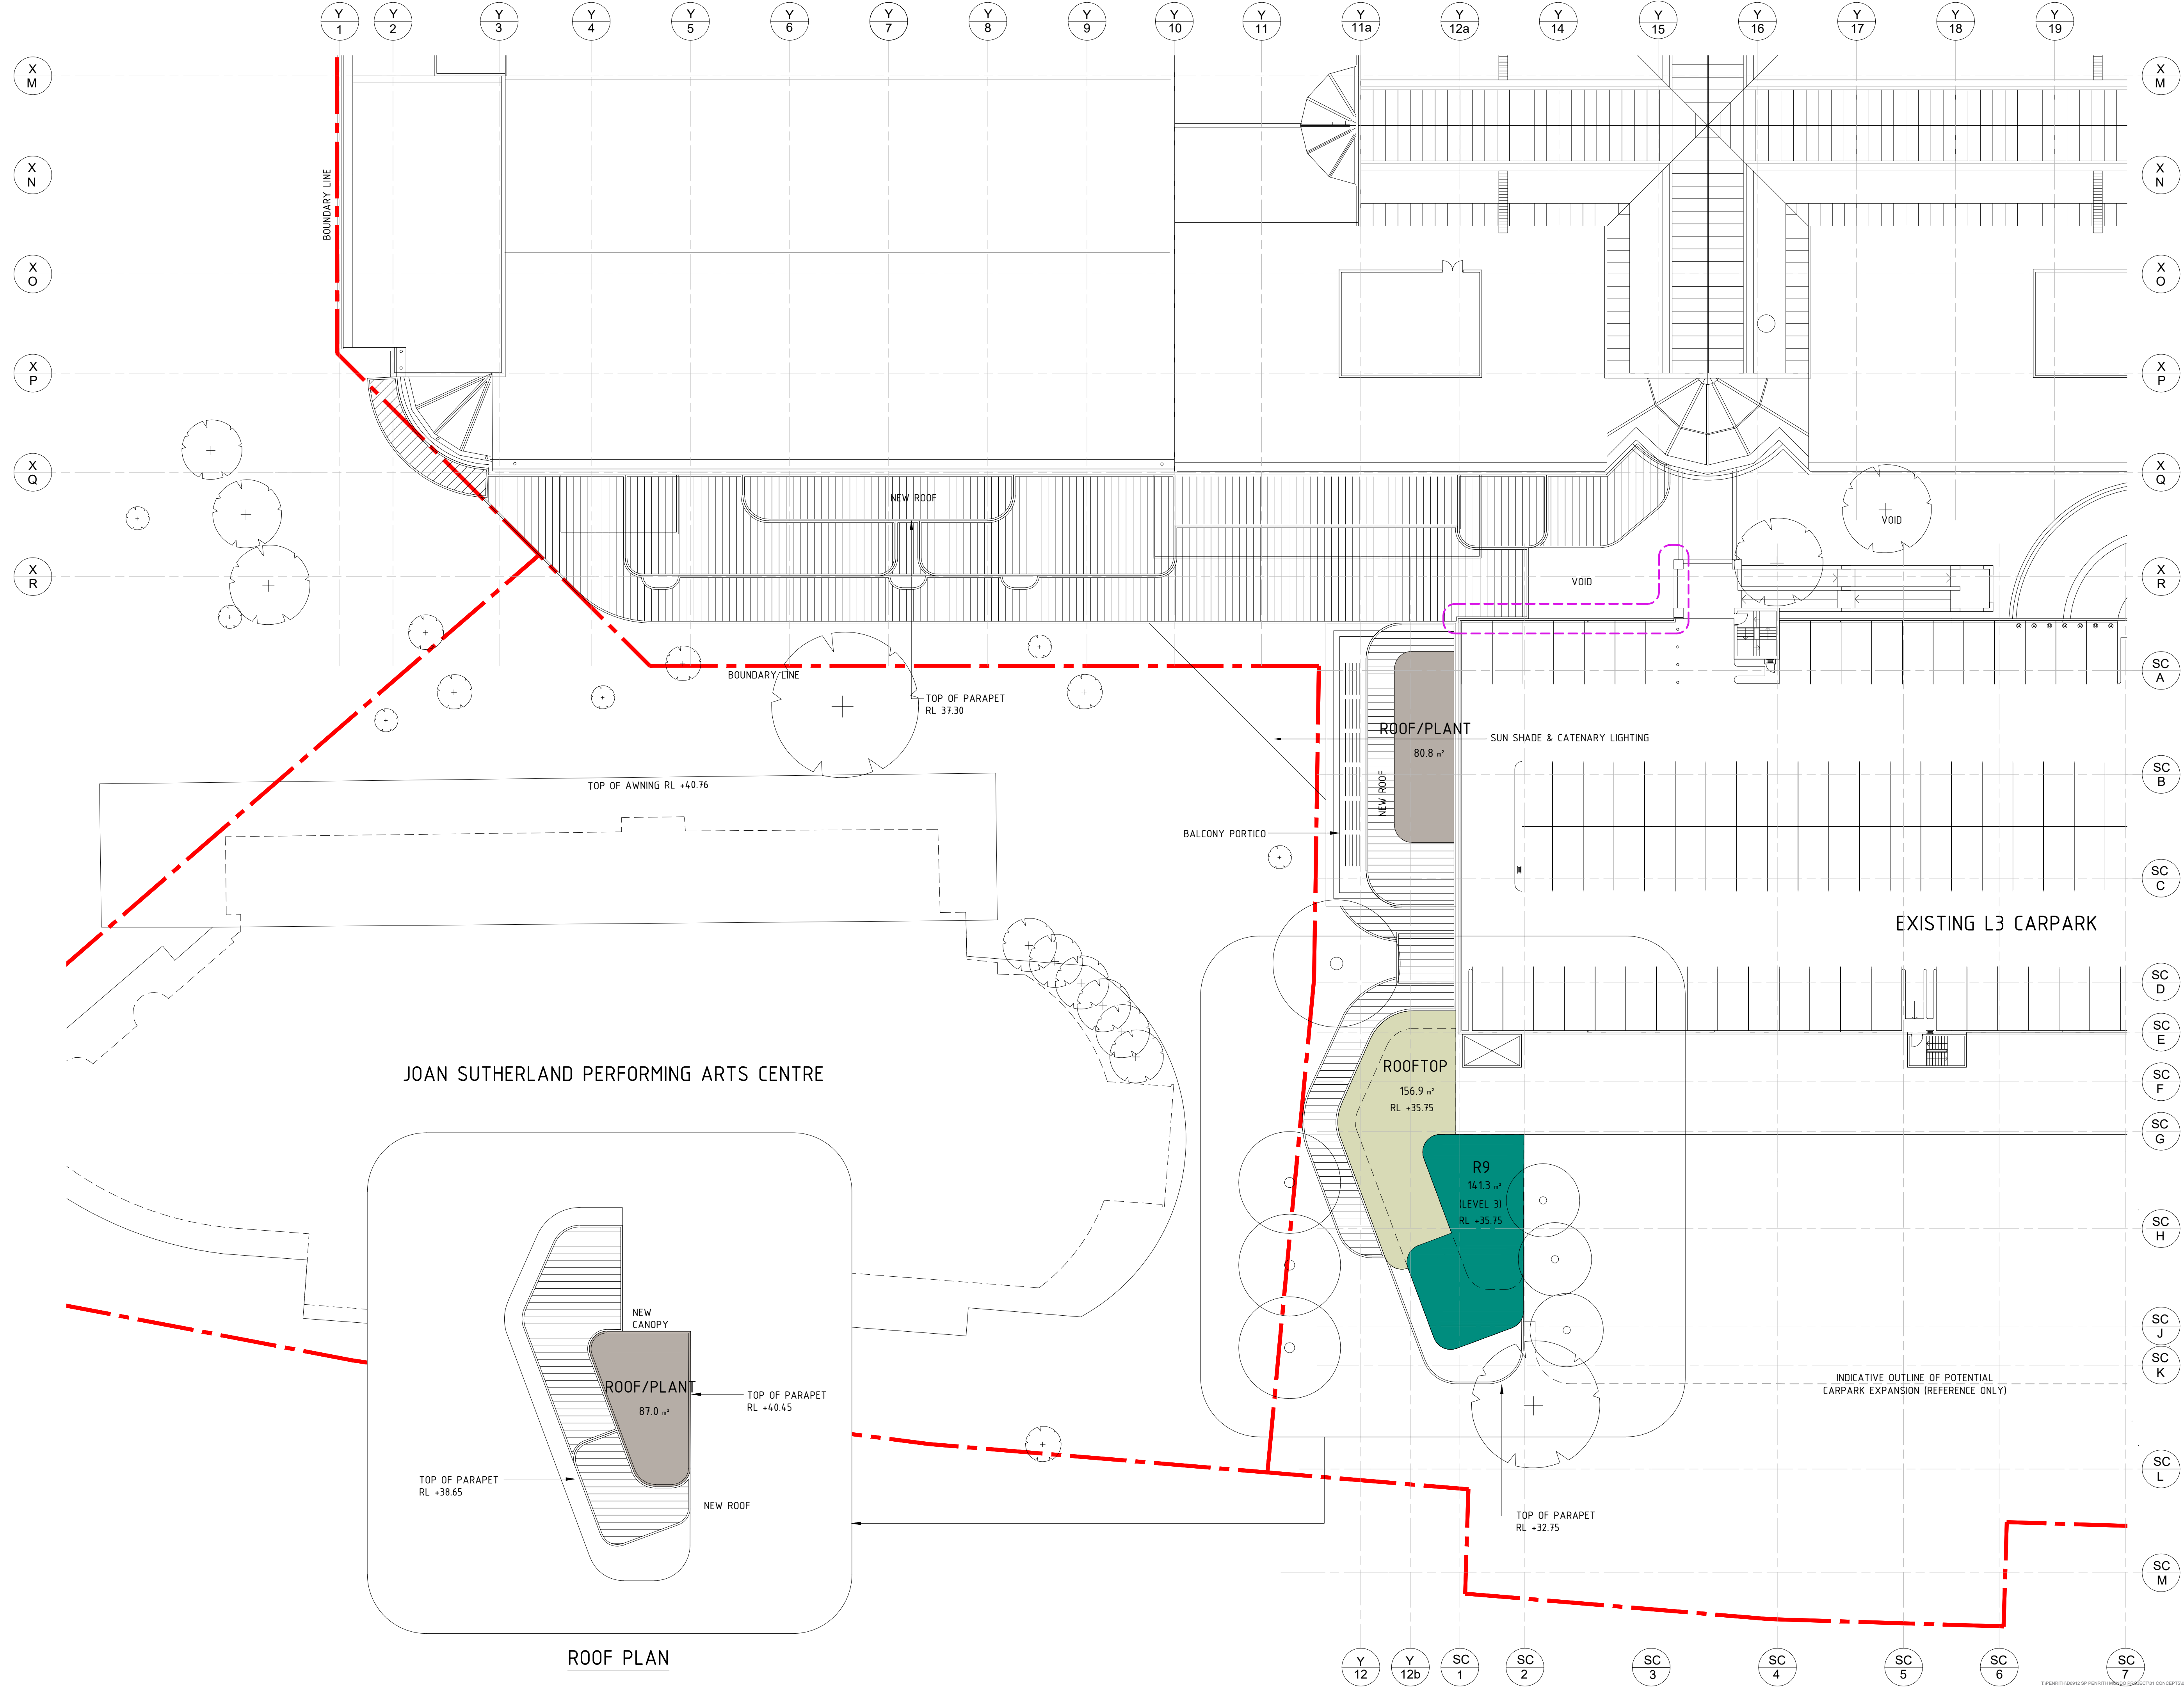 Y
1
Y
2
Y
3
Y
4
Y
5
Y
6
Y
7
Y
8
Y
9
Y
10
Y
11
Y
11a
Y
12a
Y
14
Y
15
Y
16
Y
17
Y
18
Y
19
X
M
X
M
X
N
X
N
BOUNDARY LINE
X
O
X
O
X
P
X
P
X
Q
X
Q
NEW ROOF
VOID
X
R
X
R
VOID
BOUNDARY LINE
TOP OF PARAPET
RL 37.30
SC
A
ROOF/PLANT
80.8 m²
NEW ROOF
SUN SHADE & CATENARY LIGHTING
SC
B
TOP OF AWNING RL +40.76
BALCONY PORTICO
SC
C
EXISTING L3 CARPARK
SC
D
SC
E
JOAN SUTHERLAND PERFORMING ARTS CENTRE
ROOFTOP
156.9 m²
RL +35.75
SC
F
SC
G
R9
141.3 m²
(LEVEL 3)
RL +35.75
SC
H
NEW
CANOPY
SC
J
SC
K
ROOF/PLANT
87.0 m²
TOP OF PARAPET
RL +40.45
INDICATIVE OUTLINE OF POTENTIAL
CARPARK EXPANSION (REFERENCE ONLY)
TOP OF PARAPET
RL +38.65
NEW ROOF
SC
L
TOP OF PARAPET
RL +32.75
SC
M
ROOF PLAN
Y
12
Y
12b
SC
1
SC
2
SC
3
SC
4
SC
5
SC
6
SC
7